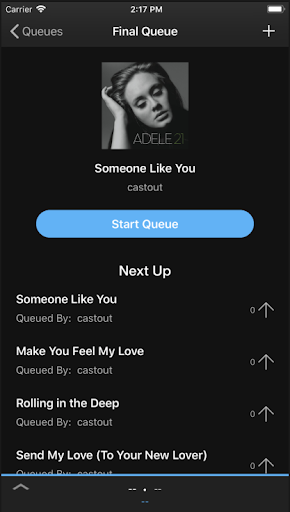 Carrier 2:17 PM
Queues Final Queue +
ADELE 21
Someone Like You
castout
Start Queue
Next Up
Someone Like You
Queued By: castout
0
Make You Feel My Love
Queued By: castout
0
Rolling in the Deep
Queued By: castout
0
Send My Love (To Your New Lover)
Queued By: castout
0
-- . --
--